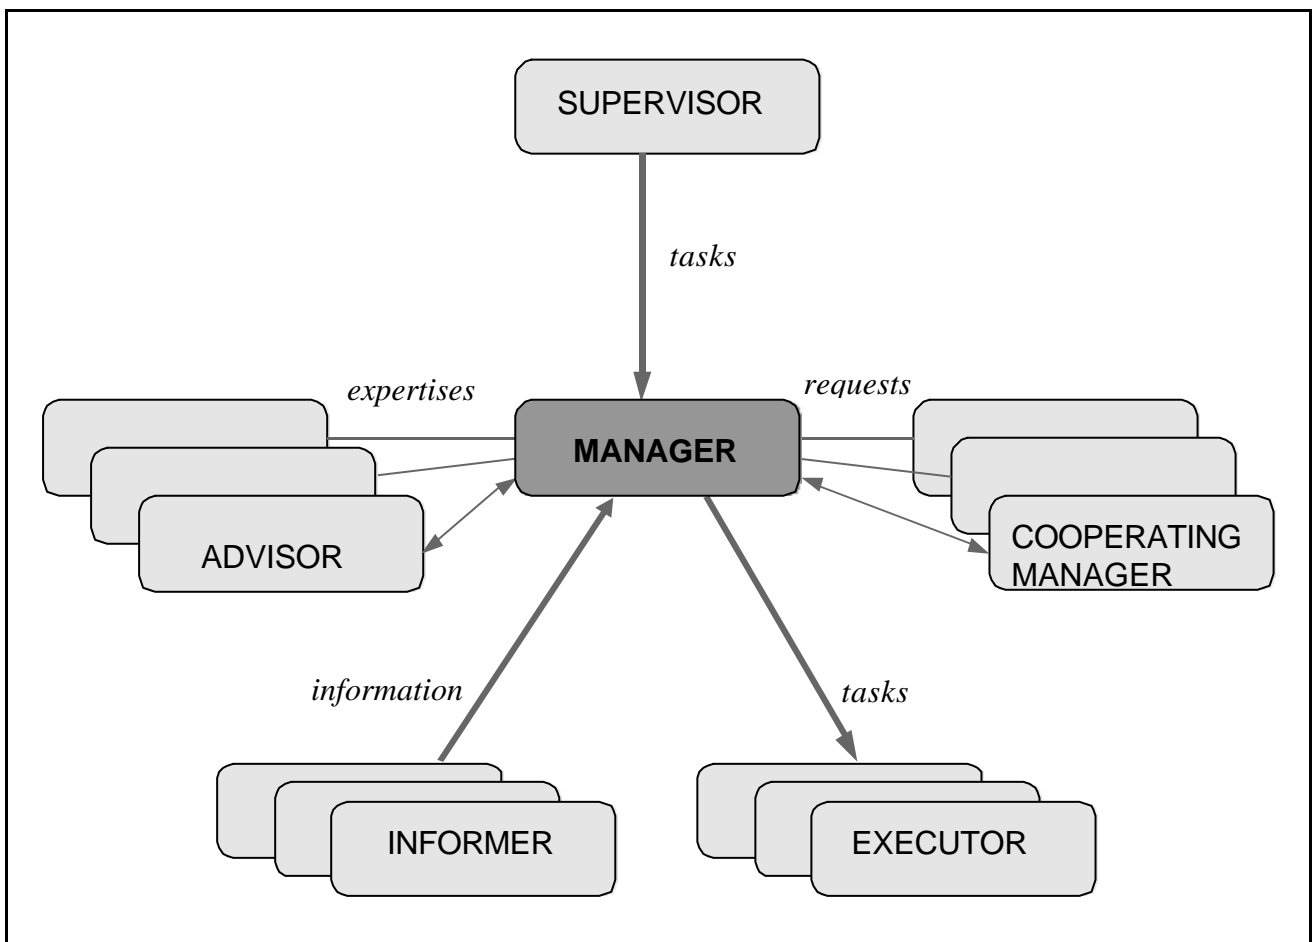 SUPERVISOR
tasks
expertises
requests
MANAGER
ADVISOR
COOPERATING
MANAGER
information
tasks
INFORMER
EXECUTOR